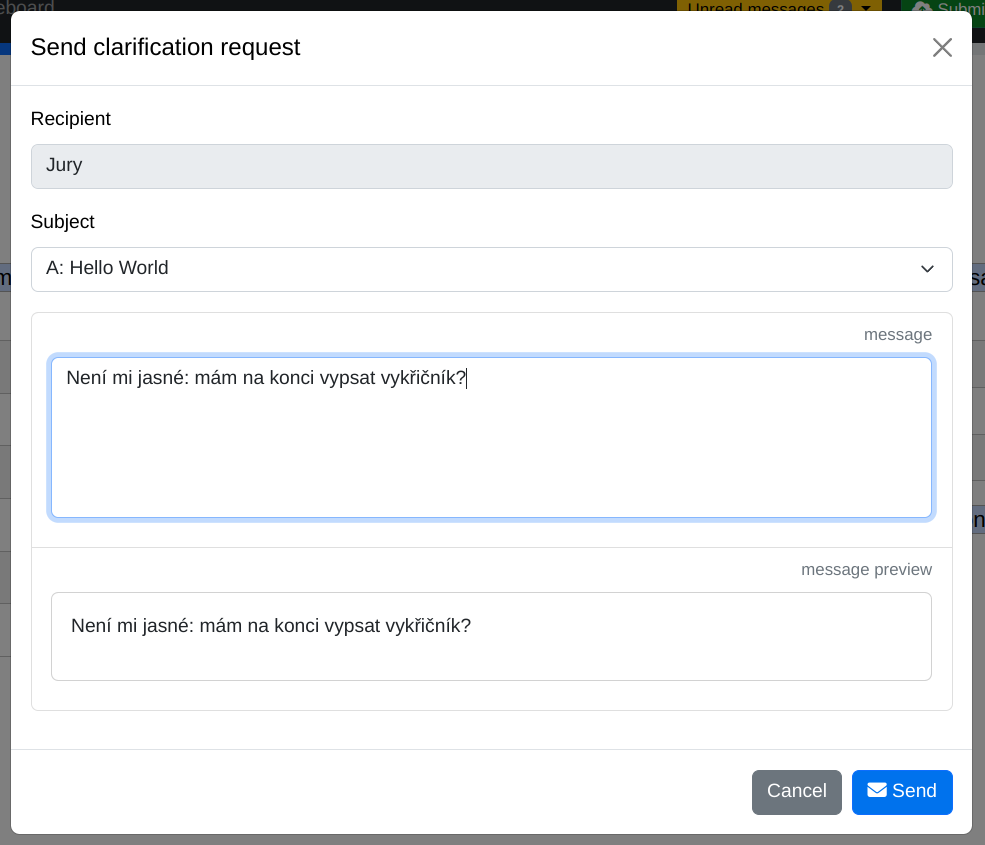 eboard
Unread messages 2
Submi
Send clarification request
Recipient
Jury
Subject
A: Hello World
message
Není mi jasné: mám na konci vypsat vykřičník?
message preview
Není mi jasné: mám na konci vypsat vykřičník?
Cancel
Send